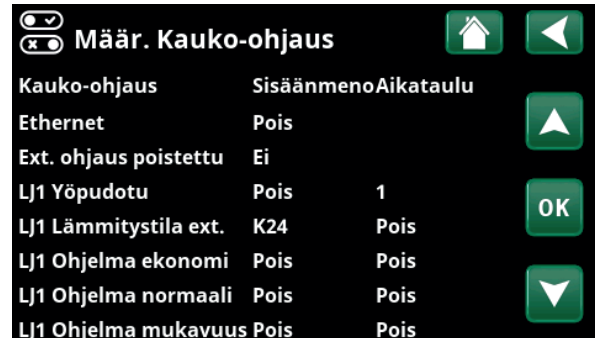 Määr. Kauko-ohjaus
Kauko-ohjaus SisäänmenoAikataulu
Ethernet Pois
Ext. ohjaus poistettu Ei
LJ1 Yöpudotu Pois 1
LJ1 Lämmitystila ext. K24 Pois
LJ1 Ohjelma ekonomi Pois Pois
LJ1 Ohjelma normaali Pois Pois
LJ1 Ohjelma mukavuus Pois Pois
OK